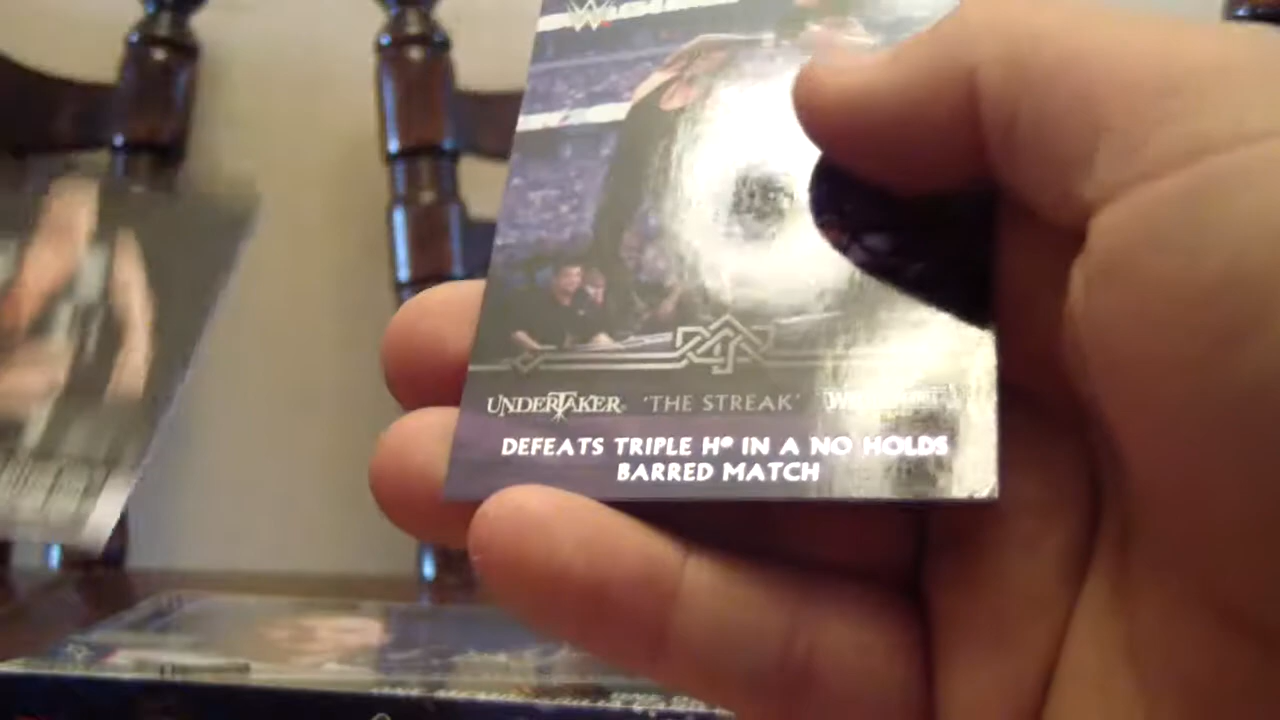 W
UNDERTAKER 'THE STREAK'
DEFEATS TRIPLE H® IN A NO HOLDS
BARRED MATCH